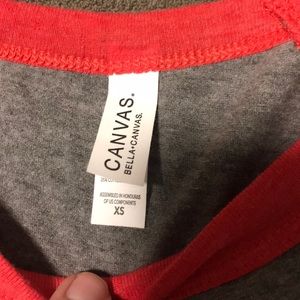 CANVAS.
BELLA+CANVAS.
ASSEMBLED IN HONDURAS
OF US COMPONENTS
XS